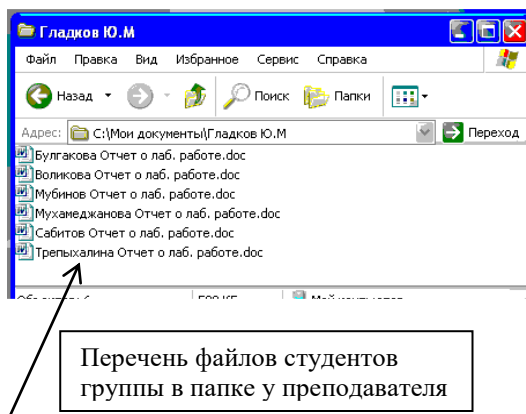 Гладков Ю.М
Файл Правка Вид Избранное Сервис Справка
Назад Поиск Папки
Адрес: C:\Мои документы\Гладков Ю.М Переход
Булгакова Отчет о лаб. работе.doc
Воликова Отчет о лаб. работе.doc
Мубинов Отчет о лаб. работе.doc
Мухамеджанова Отчет о лаб. работе.doc
Сабитов Отчет о лаб. работе.doc
Трепыхалина Отчет о лаб. работе.doc
Перечень файлов студентов
группы в папке у преподавателя